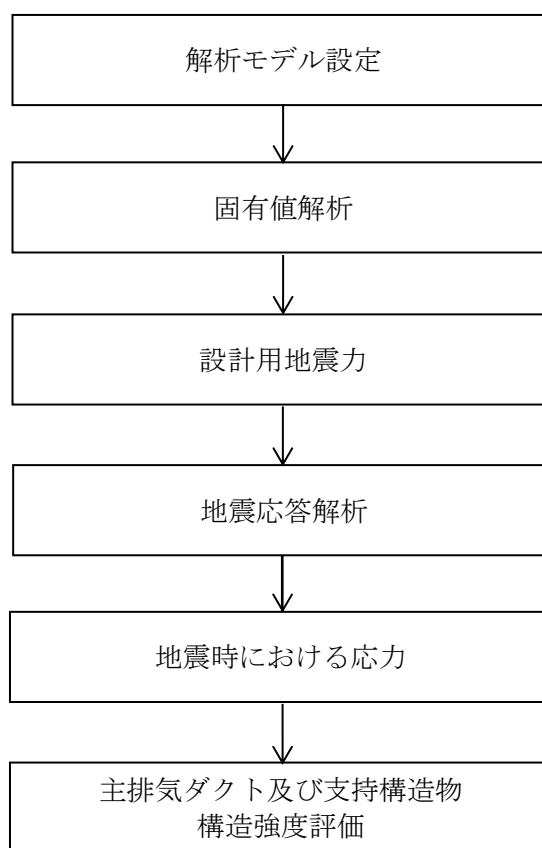 解析モデル設定
固有値解析
設計用地震力
地震応答解析
地震時における応力
主排気ダクト及び支持構造物
構造強度評価